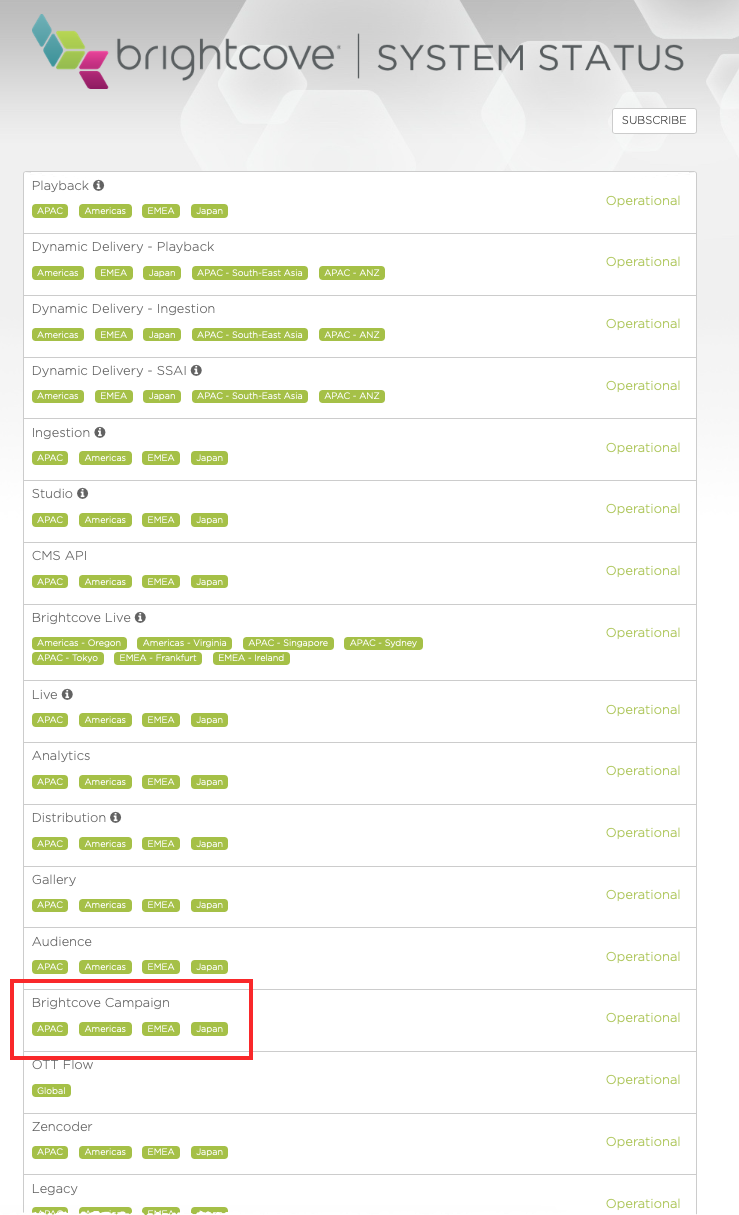 brightcove | SYSTEM STATUS
SUBSCRIBE
Playback
Operational
APAC Americas EMEA Japan
Dynamic Delivery - Playback
Operational
Americas EMEA Japan APAC - South-East Asia APAC - ANZ
Dynamic Delivery - Ingestion
Operational
Americas EMEA Japan APAC - South-East Asia APAC - ANZ
Dynamic Delivery - SSAI
Operational
Americas EMEA Japan APAC - South-East Asia APAC - ANZ
Ingestion
Operational
APAC Americas EMEA Japan
Studio
Operational
APAC Americas EMEA Japan
CMS API
Operational
APAC Americas EMEA Japan
Brightcove Live
Operational
Americas - Oregon Americas - Virginia APAC - Singapore APAC - Sydney
APAC - Tokyo EMEA - Frankfurt EMEA - Ireland
Live
Operational
APAC Americas EMEA Japan
Analytics
Operational
APAC Americas EMEA Japan
Distribution
Operational
APAC Americas EMEA Japan
Gallery
Operational
APAC Americas EMEA Japan
Audience
Operational
APAC Americas EMEA Japan
Brightcove Campaign
Operational
APAC Americas EMEA Japan
OTT Flow
Operational
Global
Zencoder
Operational
APAC Americas EMEA Japan
Legacy
Operational